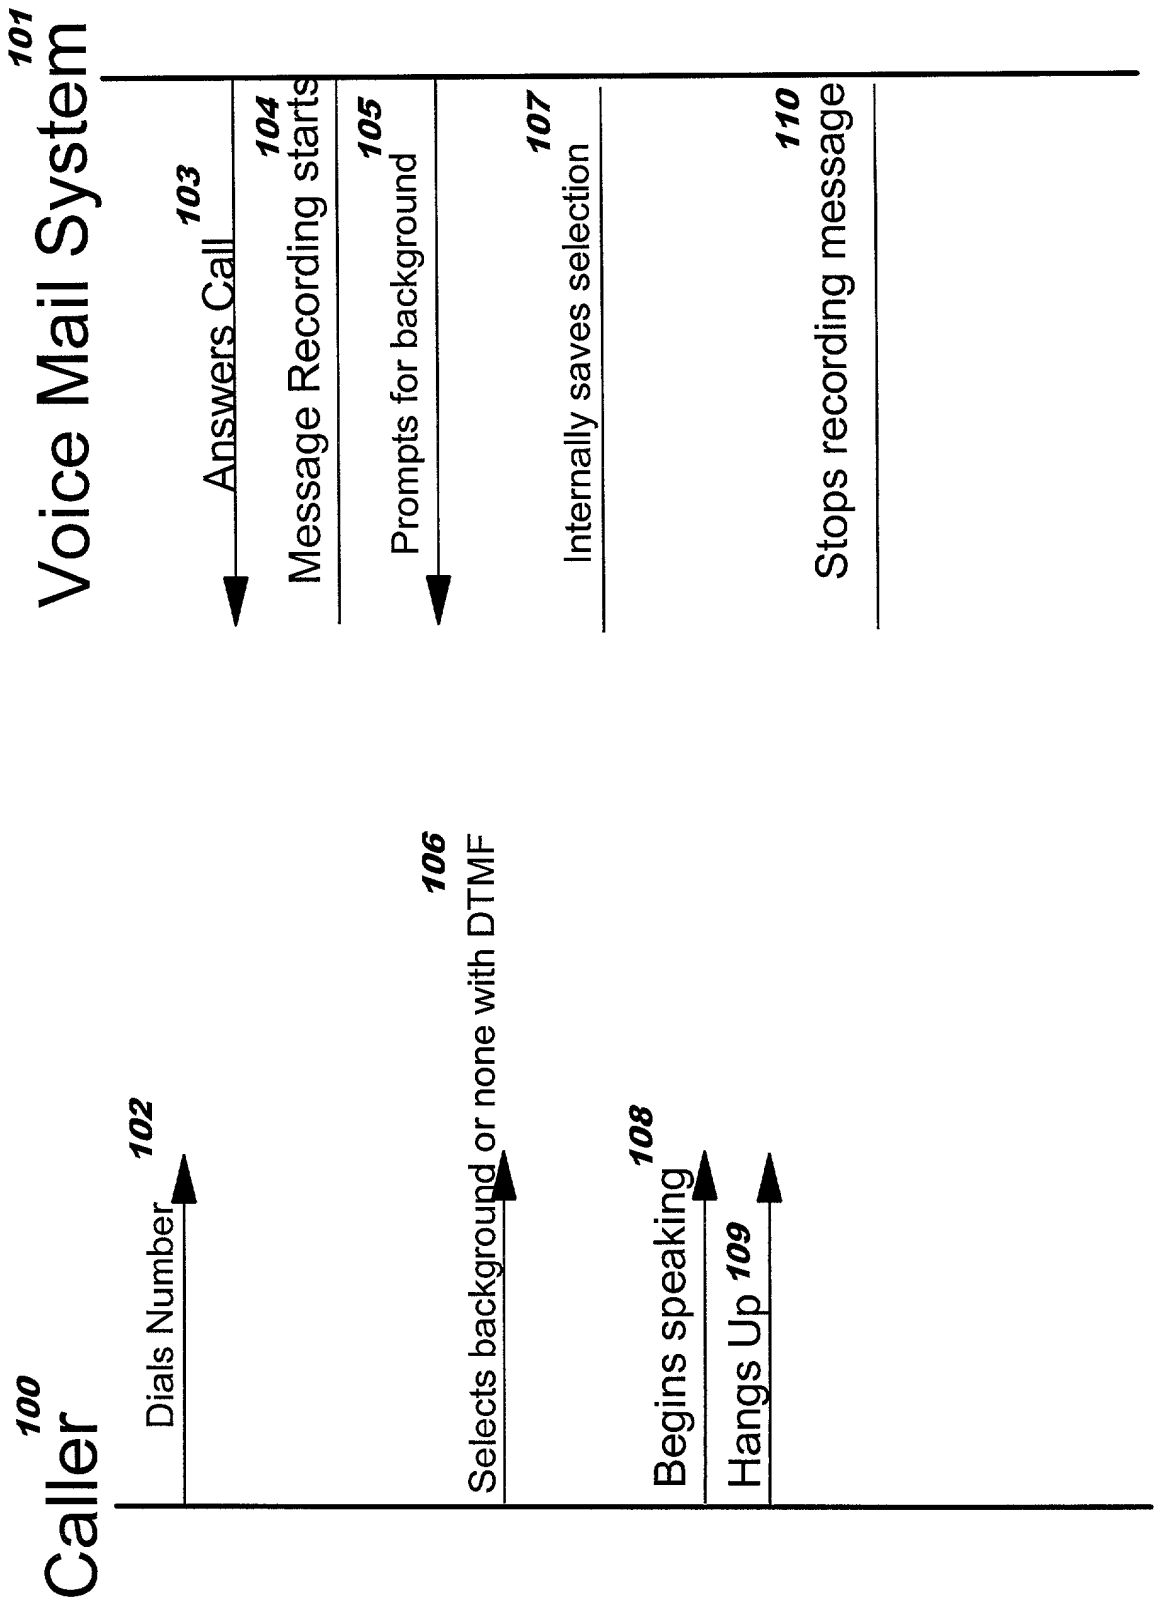 100
Caller
101
Voice Mail System
Dials Number
102
103
Answers Call
104
Message Recording starts
105
Prompts for background
106
Selects background or none with DTMF
107
Internally saves selection
108
Begins speaking
Hangs Up 109
110
Stops recording message